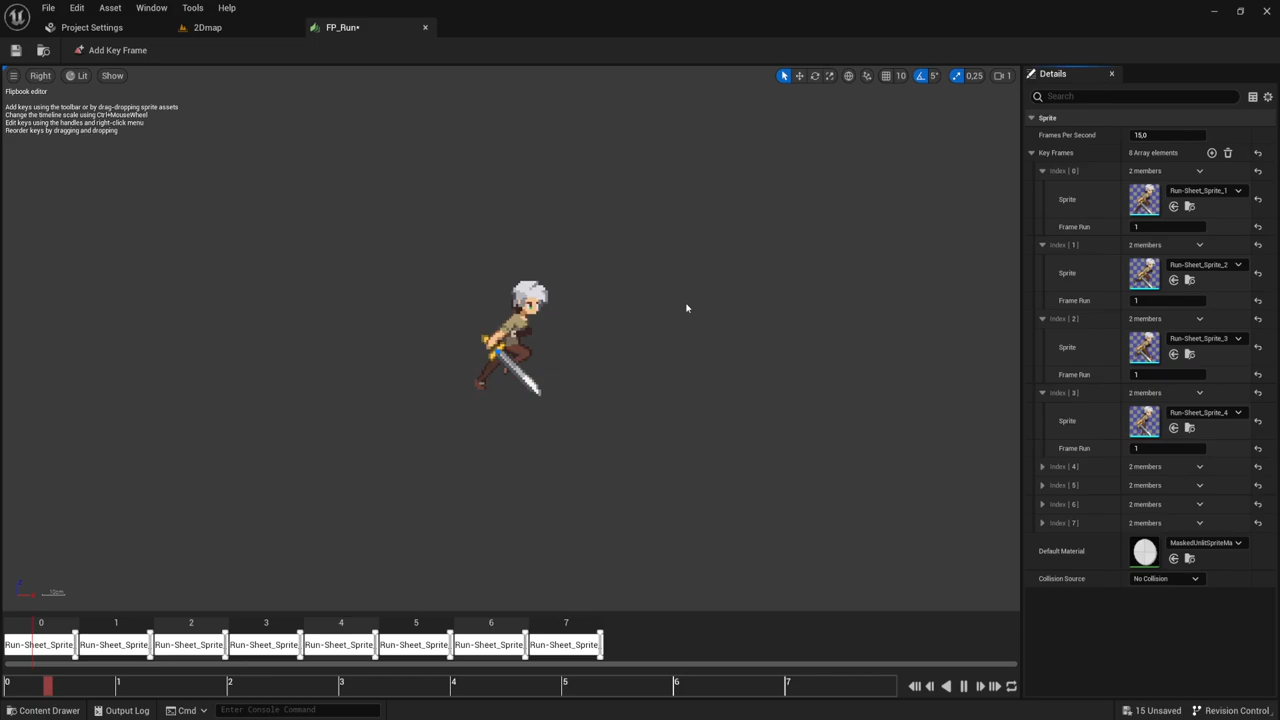 File Edit Asset Window Tools Help
Project Settings 2Dmap FP_Run•
Add Key Frame
Right Lit Show 10 5° 0,25 1
Flipbook editor
Add keys using the toolbar or by drag-dropping sprite assets
Change the timeline scale using Ctrl+MouseWheel
Edit keys using the handles and right-click menu
Reorder keys by dragging and dropping
Details
Search
Sprite
Frames Per Second 15,0
Key Frames 8 Array elements
Index [ 0 ] 2 members
Sprite Run-Sheet_Sprite_1
Frame Run 1
Index [ 1 ] 2 members
Sprite Run-Sheet_Sprite_2
Frame Run 1
Index [ 2 ] 2 members
Sprite Run-Sheet_Sprite_3
Frame Run 1
Index [ 3 ] 2 members
Sprite Run-Sheet_Sprite_4
Frame Run 1
Index [ 4 ] 2 members
Index [ 5 ] 2 members
Index [ 6 ] 2 members
Index [ 7 ] 2 members
Default Material MaskedUnlitSpriteMa
Collision Source No Collision
0 1 2 3 4 5 6 7
Run-Sheet_Sprite Run-Sheet_Sprite Run-Sheet_Sprite Run-Sheet_Sprite Run-Sheet_Sprite Run-Sheet_Sprite Run-Sheet_Sprite Run-Sheet_Sprite
0 1 2 3 4 5 6 7
Content Drawer Output Log Cmd Enter Console Command 15 Unsaved Revision Control